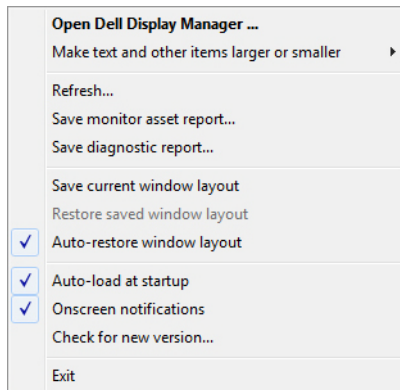 Open Dell Display Manager ...
Make text and other items larger or smaller
Refresh...
Save monitor asset report...
Save diagnostic report...
Save current window layout
Restore saved window layout
Auto-restore window layout
Auto-load at startup
Onscreen notifications
Check for new version...
Exit